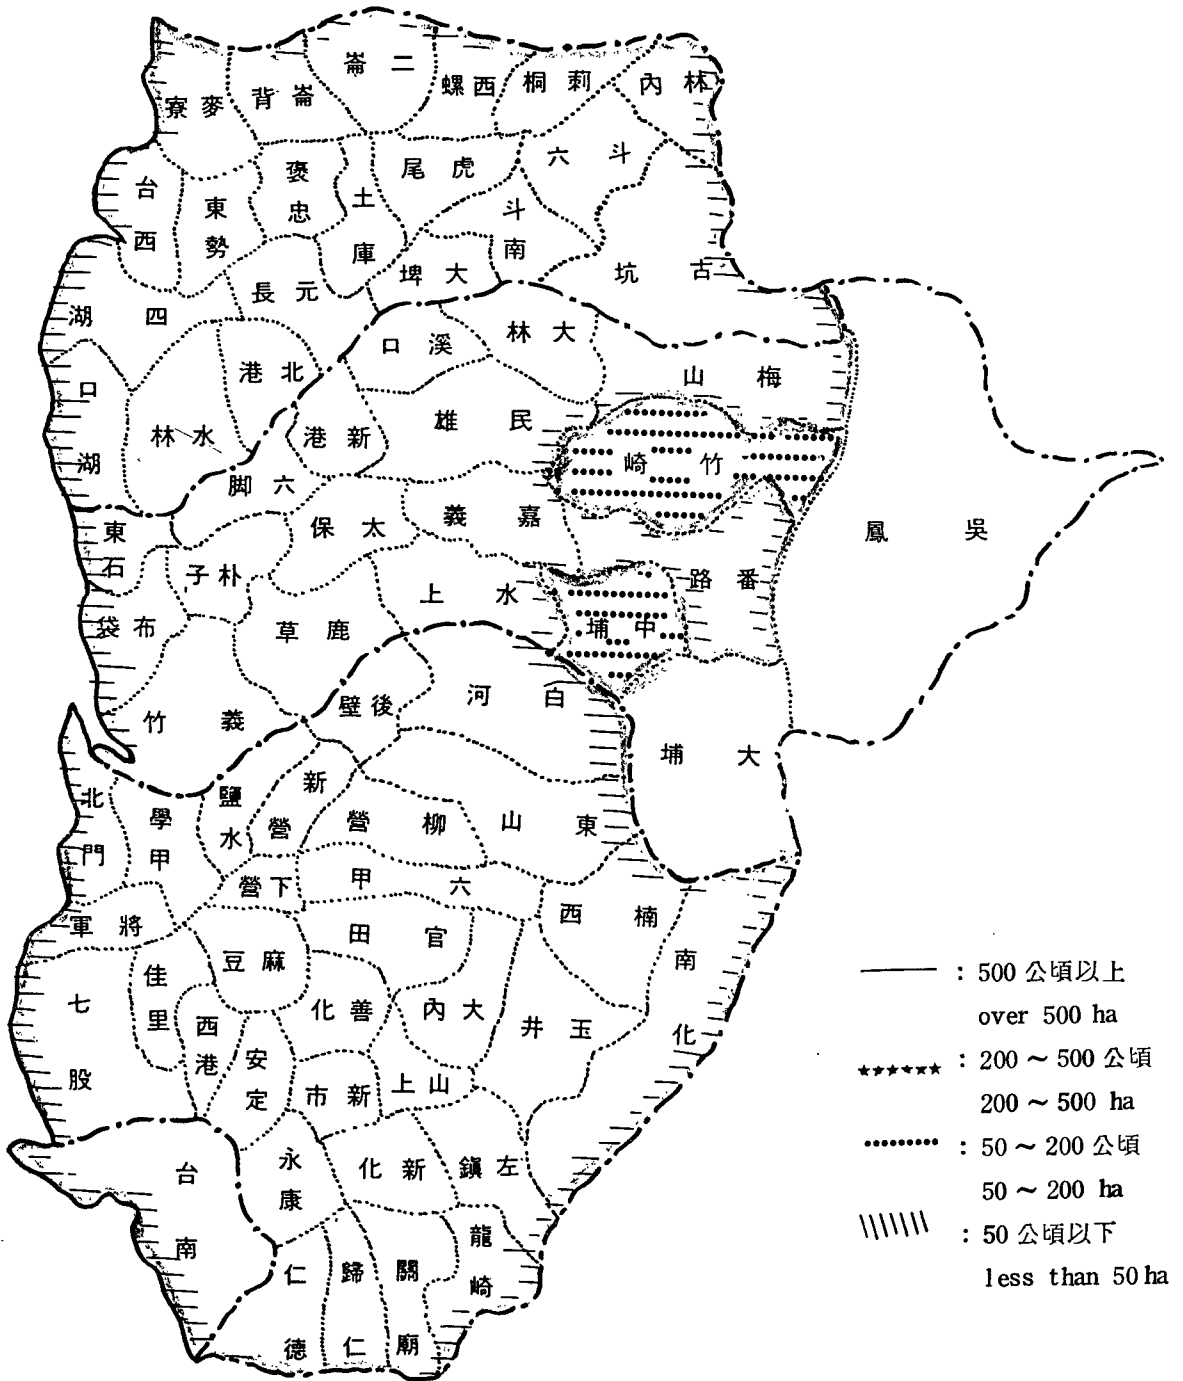 二崙
崙背
麥寮
西螺
莿桐
林內
斗六
虎尾
褒忠
土庫
台西
東勢
斗南
大埤
古坑
元長
四湖
口湖
北港
水林
溪口
大林
梅山
民雄
新港
竹崎
六脚
太保
嘉義
東石
朴子
番路
吳鳳
水上
中埔
布袋
鹿草
義竹
後壁
白河
大埔
北門
學甲
鹽水
新營
柳營
東山
下營
六甲
楠西
將軍
官田
麻豆
佳里
七股
西港
善化
大內
玉井
南化
安定
新市
山上
台南
永康
新化
左鎮
仁德
歸仁
關廟
龍崎
: 500 公頃以上
over 500 ha
: 200 ~ 500 公頃
200 ~ 500 ha
: 50 ~ 200 公頃
50 ~ 200 ha
: 50 公頃以下
less than 50 ha